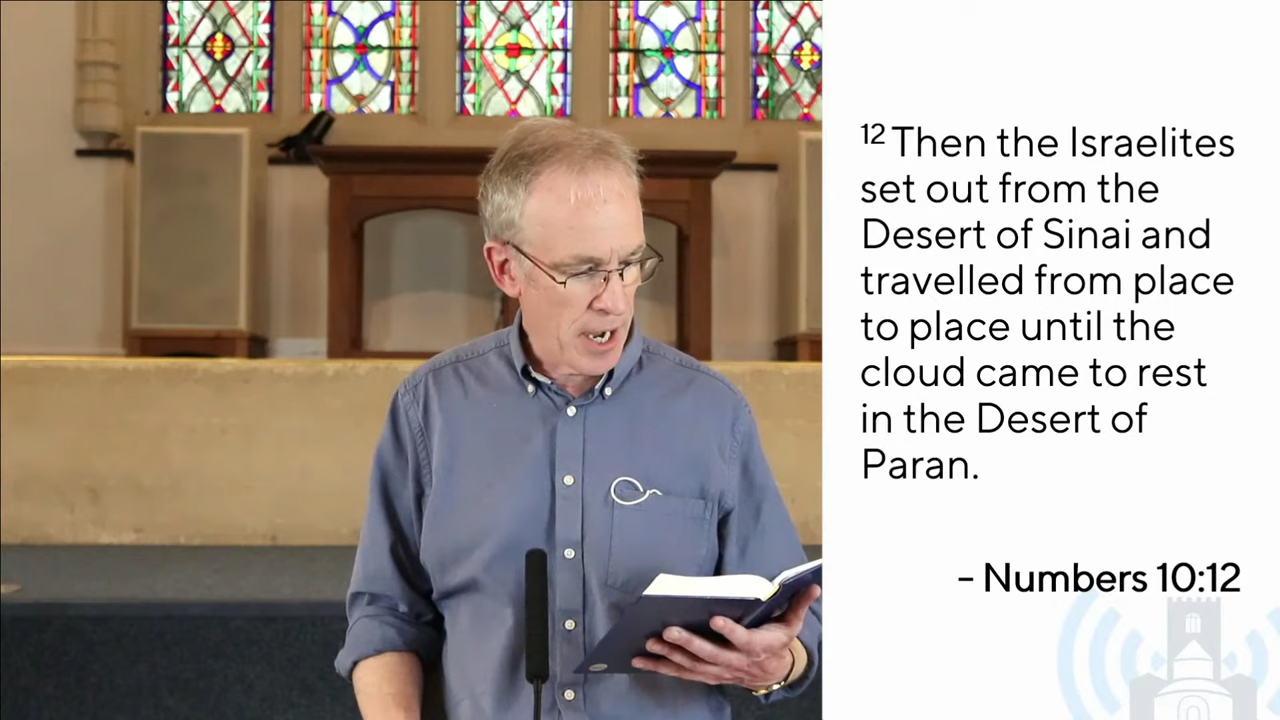 12 Then the Israelites
set out from the
Desert of Sinai and
travelled from place
to place until the
cloud came to rest
in the Desert of
Paran.
– Numbers 10:12